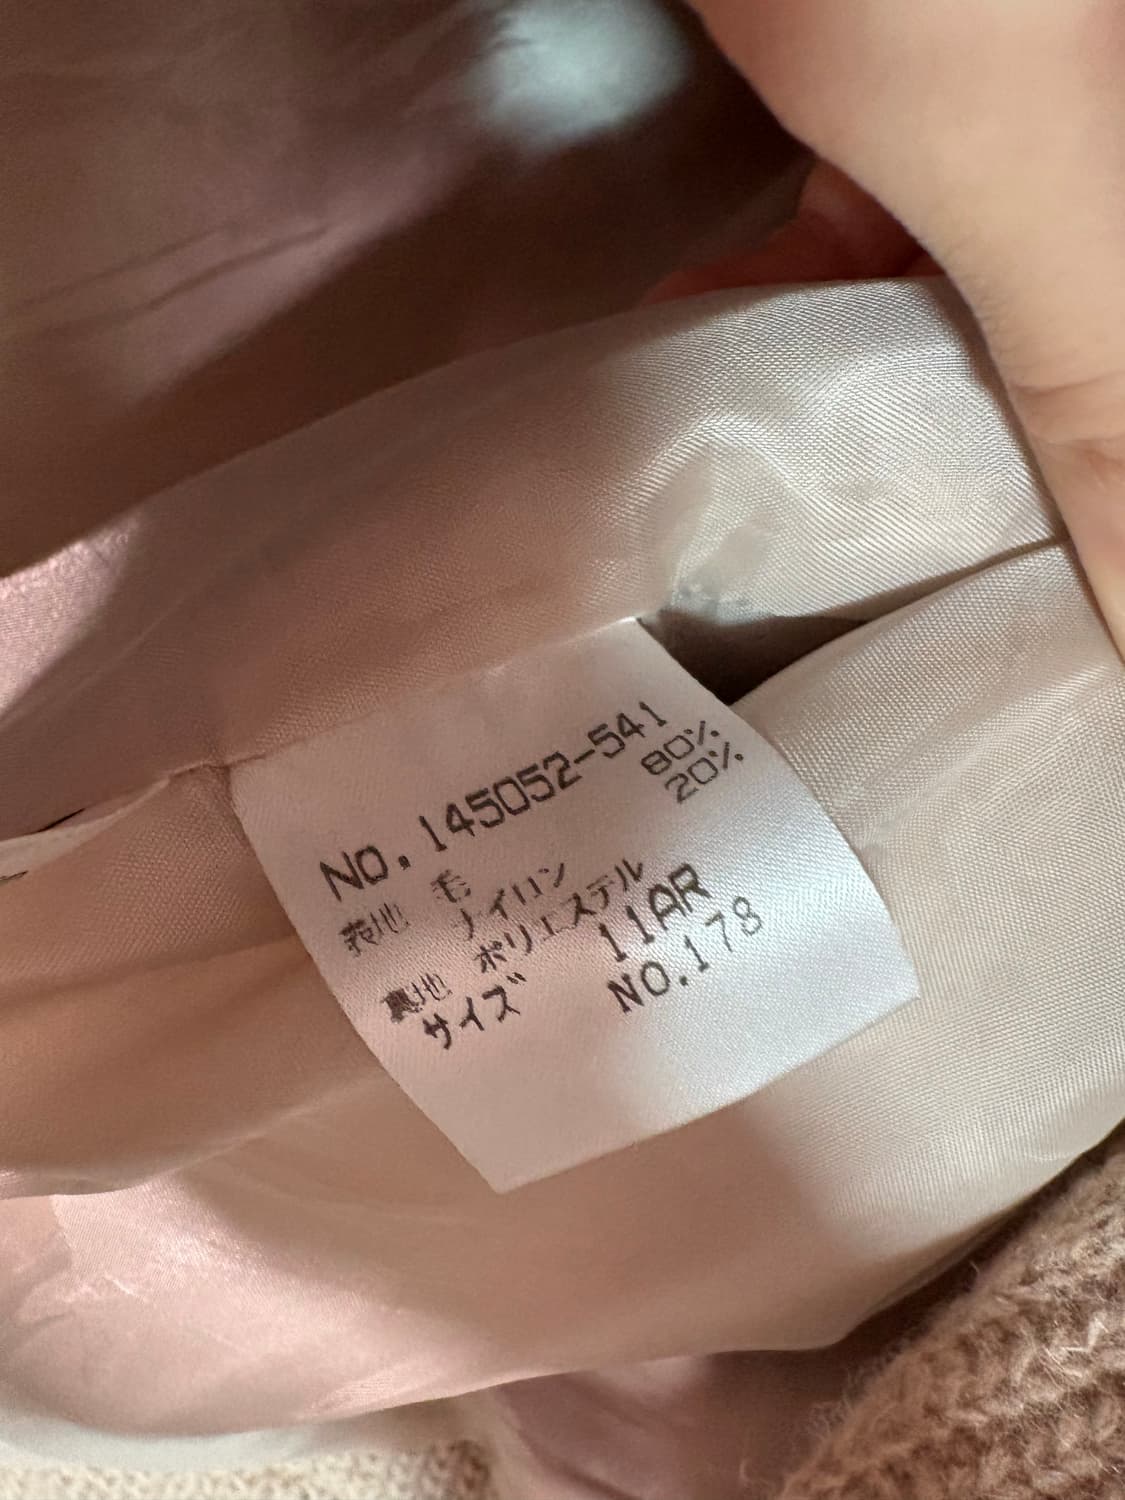 NO.145052-541
表地 毛 80%
ナイロン 20%
裏地 ポリエステル
サイズ 11AR
NO.178